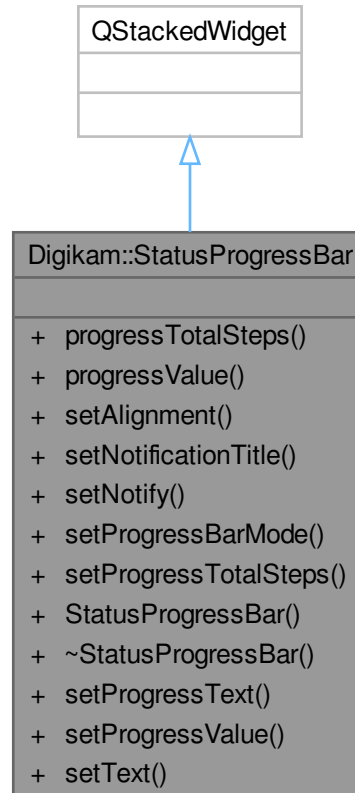 QStackedWidget
Digikam::StatusProgressBar
+ progressTotalSteps()
+ progressValue()
+ setAlignment()
+ setNotificationTitle()
+ setNotify()
+ setProgressBarMode()
+ setProgressTotalSteps()
+ StatusProgressBar()
+ ~StatusProgressBar()
+ setProgressText()
+ setProgressValue()
+ setText()